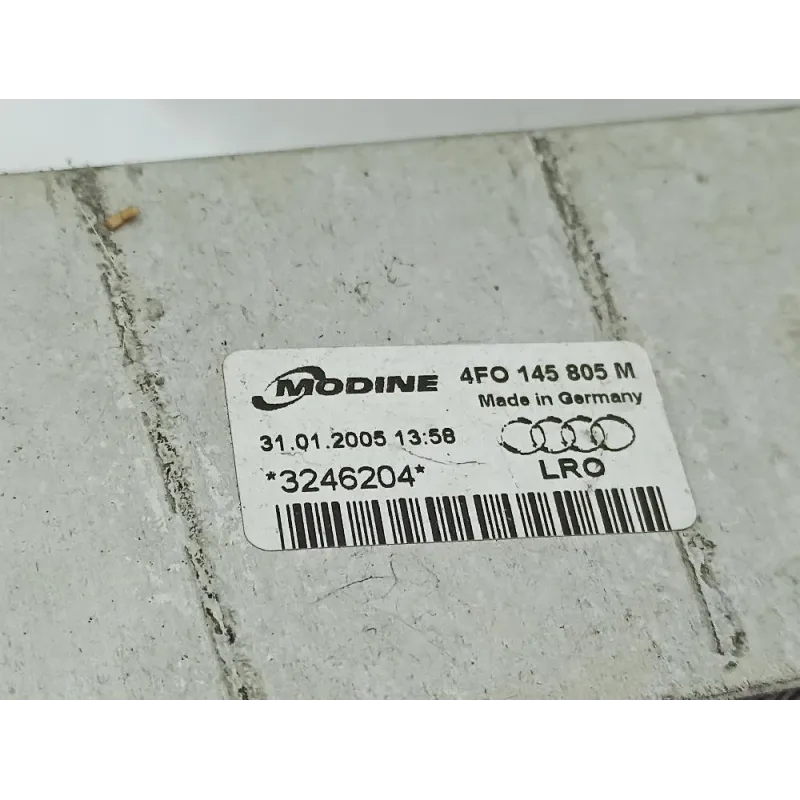 MODINE 4FO 145 805 M
Made in Germany
31.01.2005 13:58
*3246204* LRO